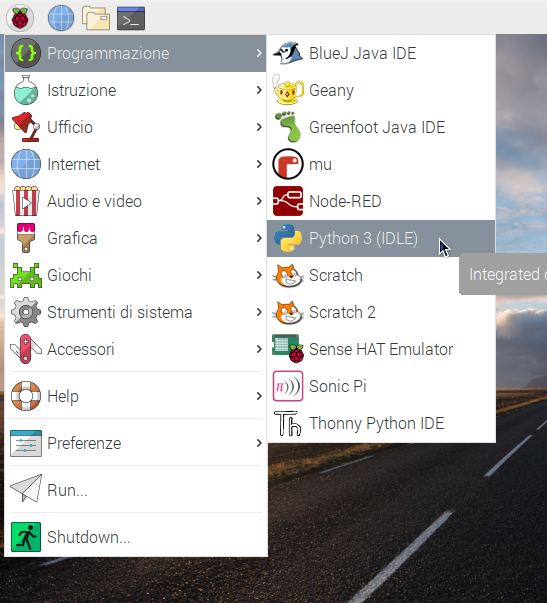 Programmazione
Istruzione
Ufficio
Internet
Audio e video
Grafica
Giochi
Strumenti di sistema
Accessori
Help
Preferenze
Run...
Shutdown...
BlueJ Java IDE
Geany
Greenfoot Java IDE
mu
Node-RED
Python 3 (IDLE)
Scratch
Scratch 2
Sense HAT Emulator
Sonic Pi
Thonny Python IDE
Integrated